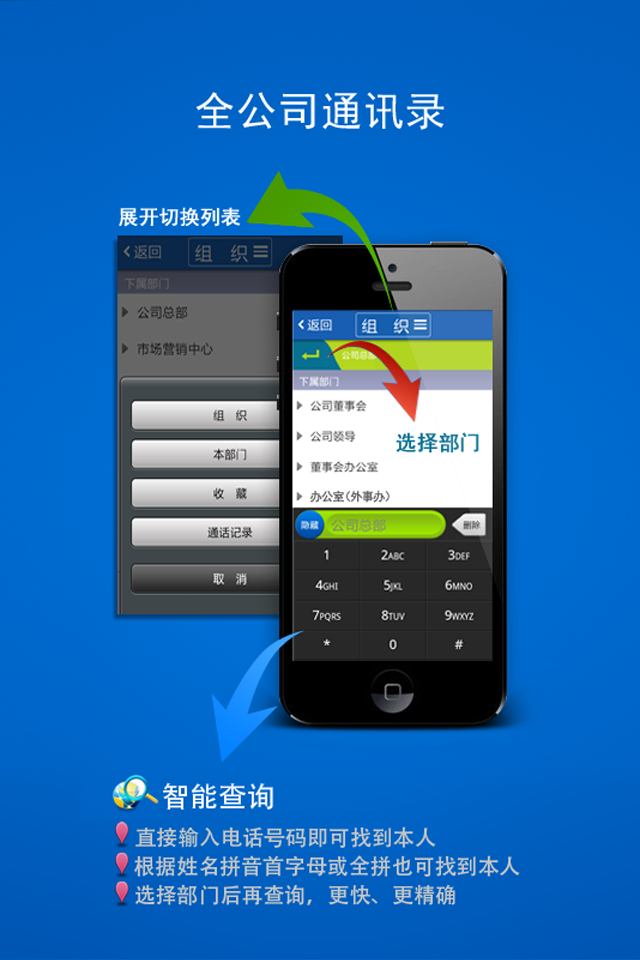 全公司通讯录
展开切换列表
返回
组 织
下属部门
公司总部
市场营销中心
组 织
本部门
收 藏
通话记录
取 消
返回
组 织
公司总部
下属部门
公司董事会
公司领导
董事会办公室
办公室(外事办)
选择部门
隐藏
公司总部
删除
1 2ABC 3DEF
4GHI 5JKL 6MNO
7PQRS 8TUV 9WXYZ
* 0 #
智能查询
直接输入电话号码即可找到本人
根据姓名拼音首字母或全拼也可找到本人
选择部门后再查询，更快、更精确